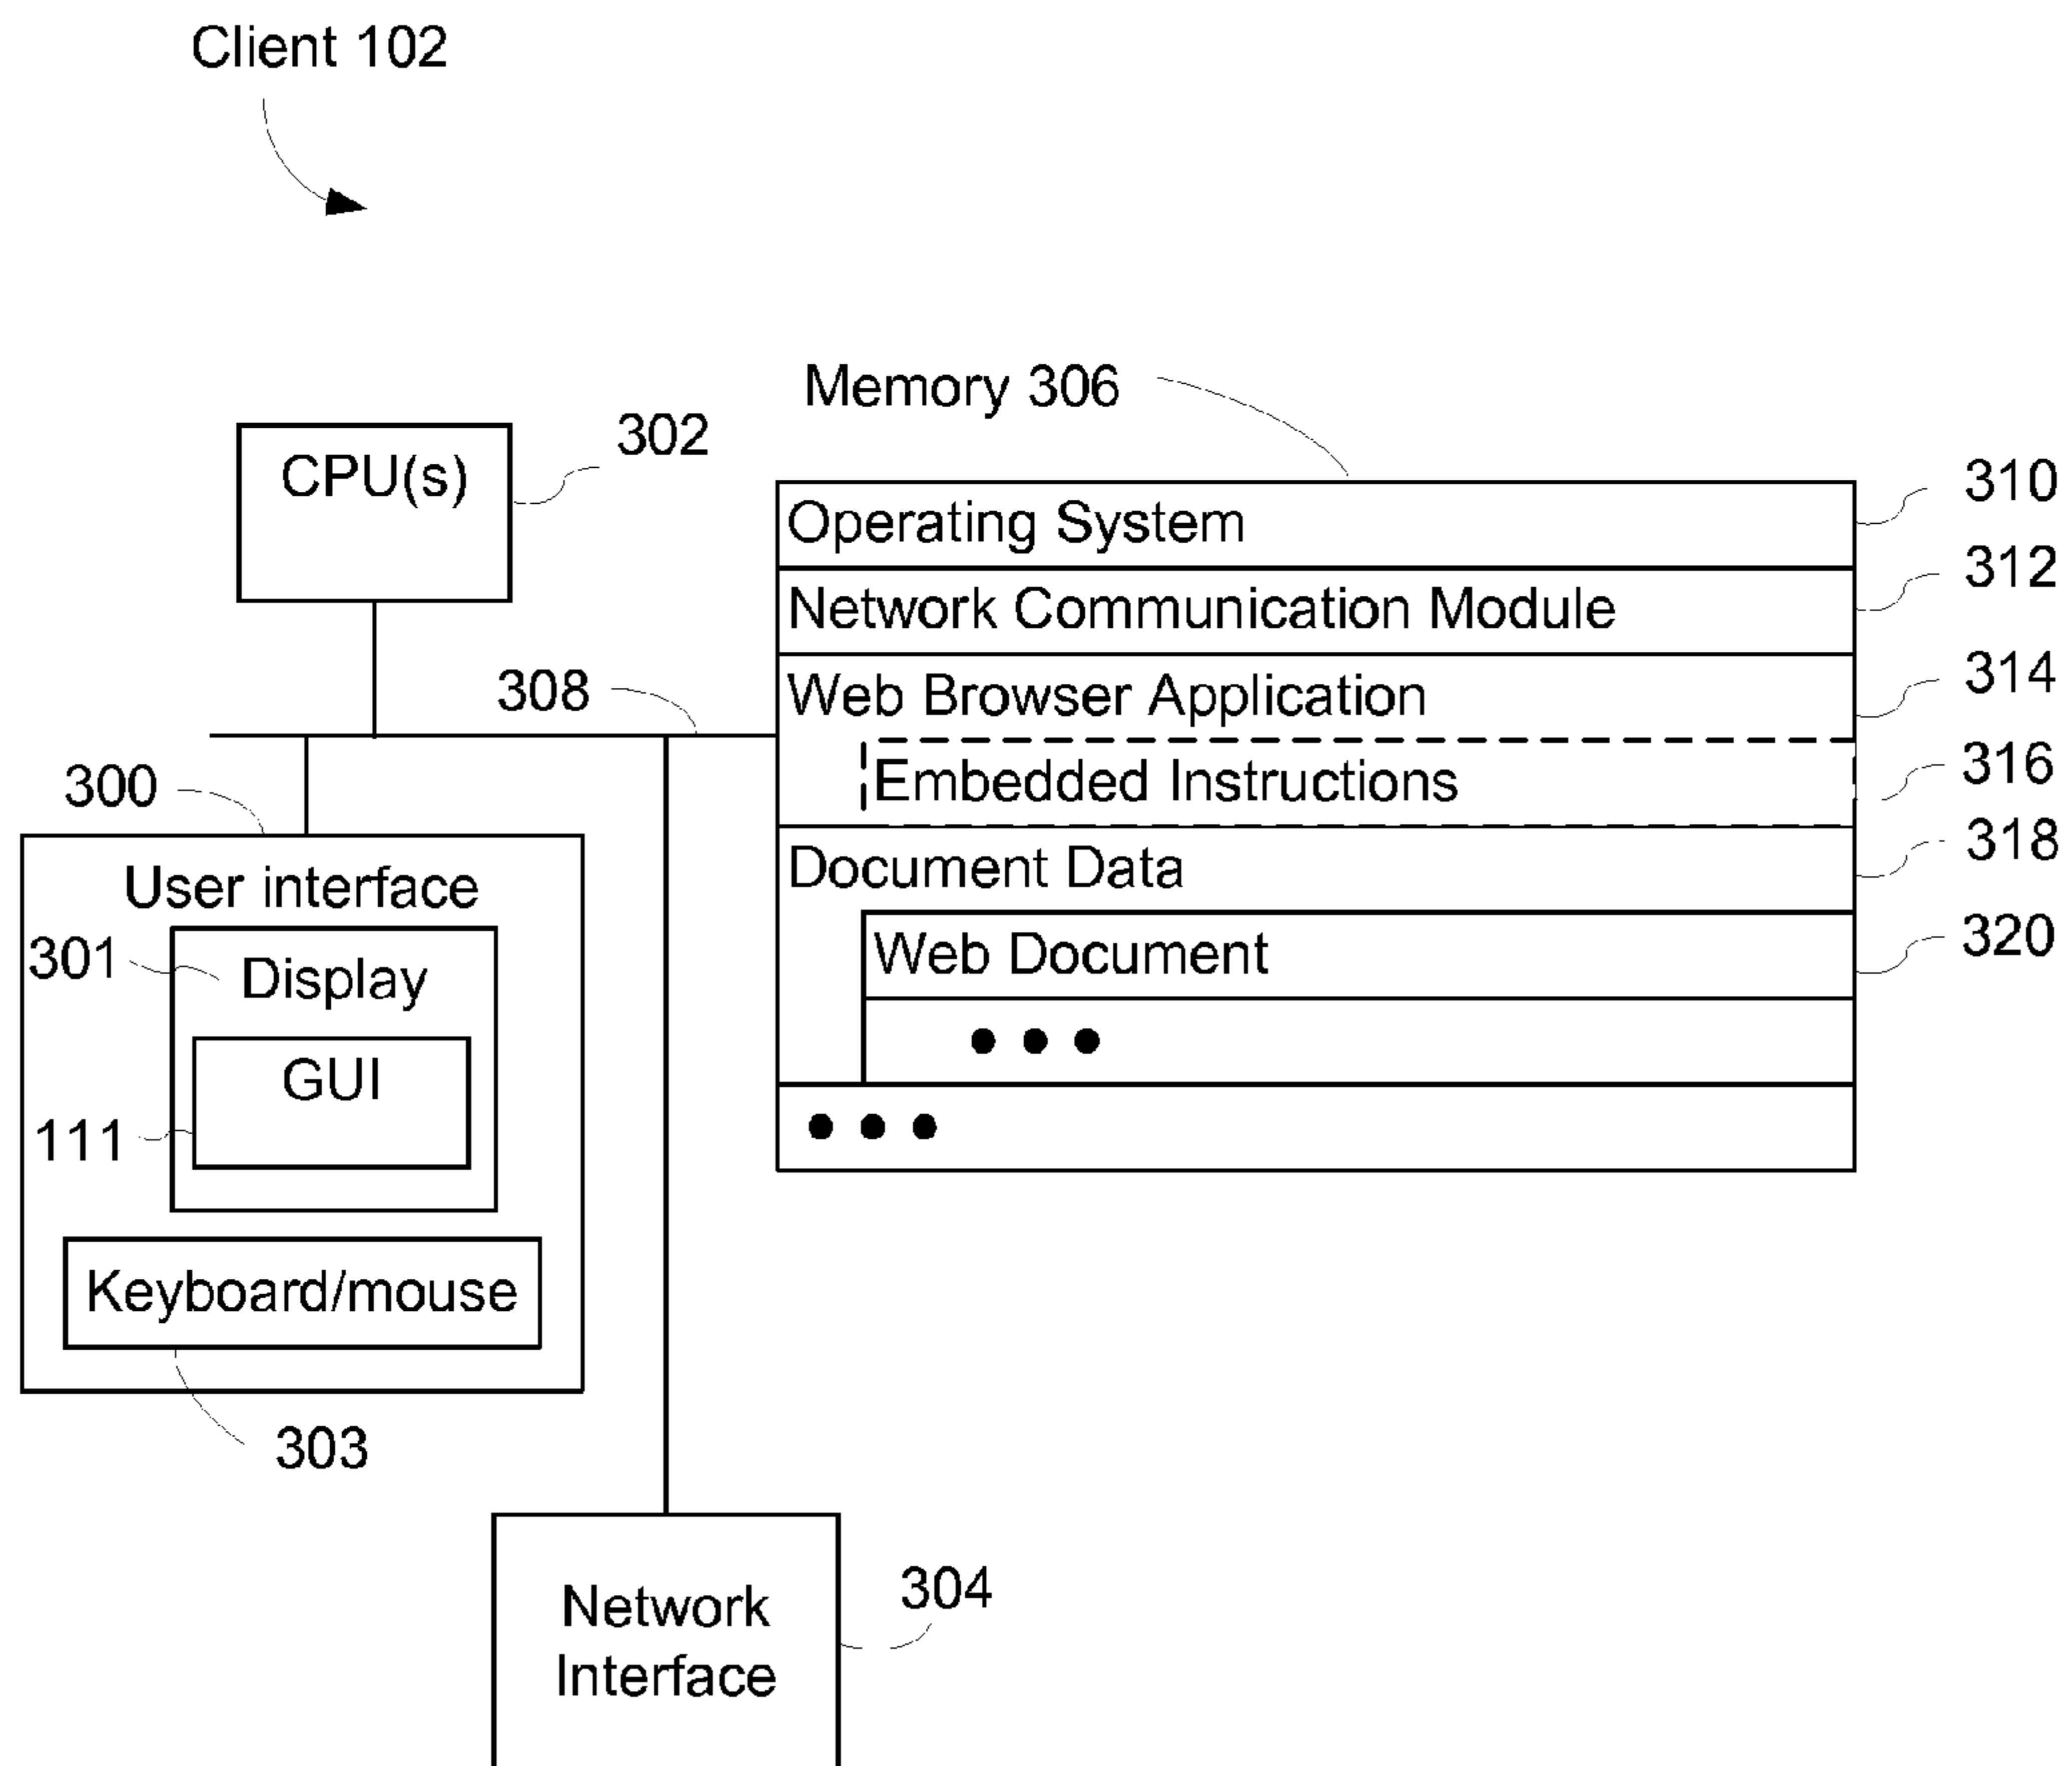 Client 102
Memory 306
302
CPU(s)
310
Operating System
312
Network Communication Module
314
308
Web Browser Application
316
300
Embedded Instructions
318
User interface
Document Data
320
301
Display
Web Document
GUI
111
Keyboard/mouse
303
304
Network
Interface